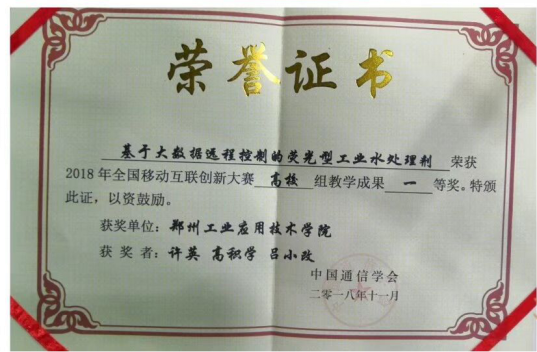 荣誉证书
基于大数据远程控制的荧光型工业水处理剂 荣获
2018年全国移动互联创新大赛 高校 组教学成果 一 等奖。特颁
此证，以资鼓励。
获奖单位：郑州工业应用技术学院
获 奖 者：许英 高积学 吕小改
中国通信学会
二零一八年十一月